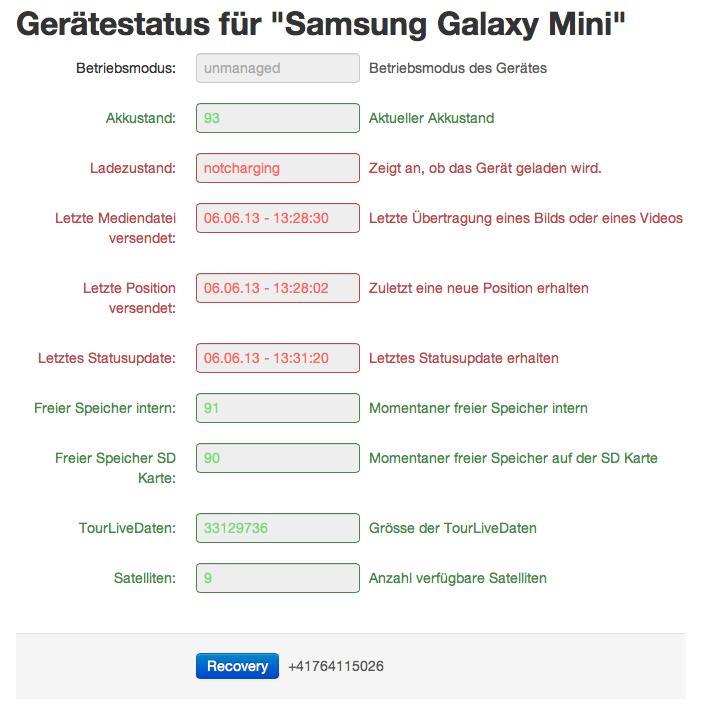 Gerätestatus für "Samsung Galaxy Mini"
Betriebsmodus: unmanaged Betriebsmodus des Gerätes
Akkustand: 93 Aktueller Akkustand
Ladezustand: notcharging Zeigt an, ob das Gerät geladen wird.
Letzte Mediendatei 06.06.13 - 13:28:30 Letzte Übertragung eines Bilds oder eines Videos
versendet:
Letzte Position 06.06.13 - 13:28:02 Zuletzt eine neue Position erhalten
versendet:
Letztes Statusupdate: 06.06.13 - 13:31:20 Letztes Statusupdate erhalten
Freier Speicher intern: 91 Momentaner freier Speicher intern
Freier Speicher SD 90 Momentaner freier Speicher auf der SD Karte
Karte:
TourLiveDaten: 33129736 Grösse der TourLiveDaten
Satelliten: 9 Anzahl verfügbare Satelliten
Recovery +41764115026